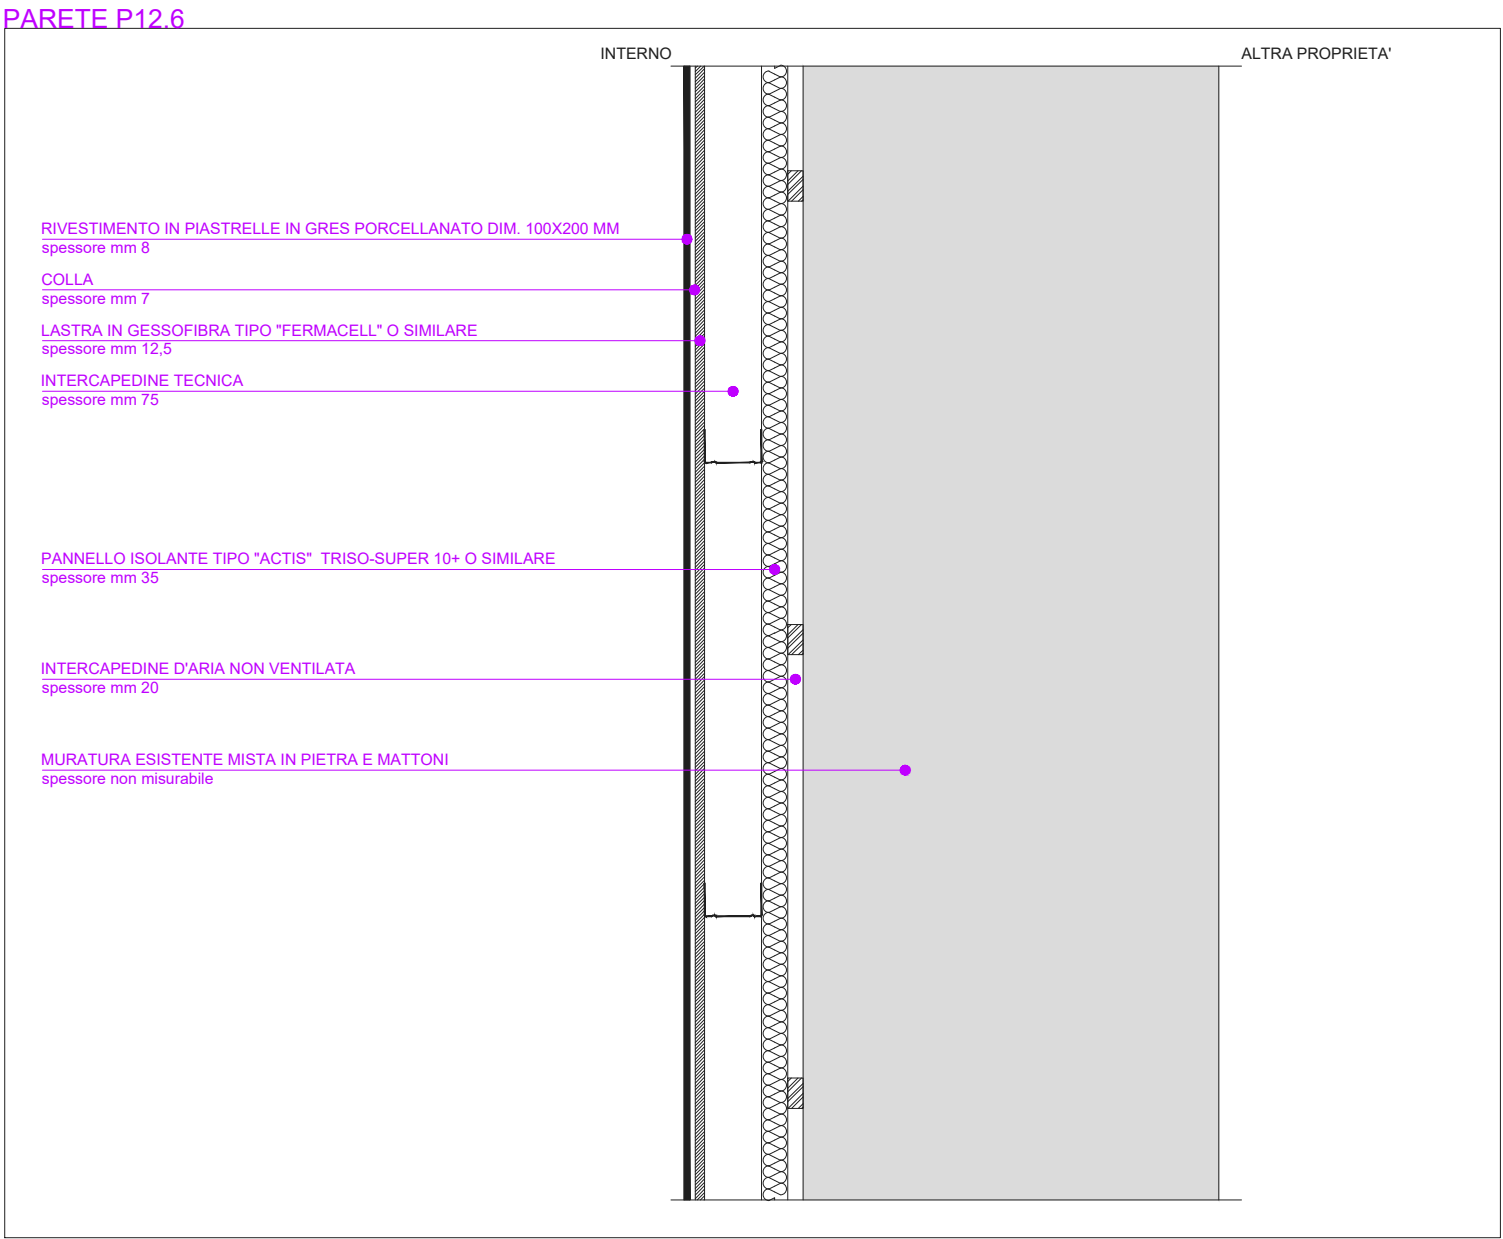 PARETE P12.6
INTERNO
ALTRA PROPRIETA'
RIVESTIMENTO IN PIASTRELLE IN GRES PORCELLANATO DIM. 100X200 MM
spessore mm 8
COLLA
spessore mm 7
LASTRA IN GESSOFIBRA TIPO "FERMACELL" O SIMILARE
spessore mm 12,5
INTERCAPEDINE TECNICA
spessore mm 75
PANNELLO ISOLANTE TIPO "ACTIS" TRISO-SUPER 10+ O SIMILARE
spessore mm 35
INTERCAPEDINE D'ARIA NON VENTILATA
spessore mm 20
MURATURA ESISTENTE MISTA IN PIETRA E MATTONI
spessore non misurabile